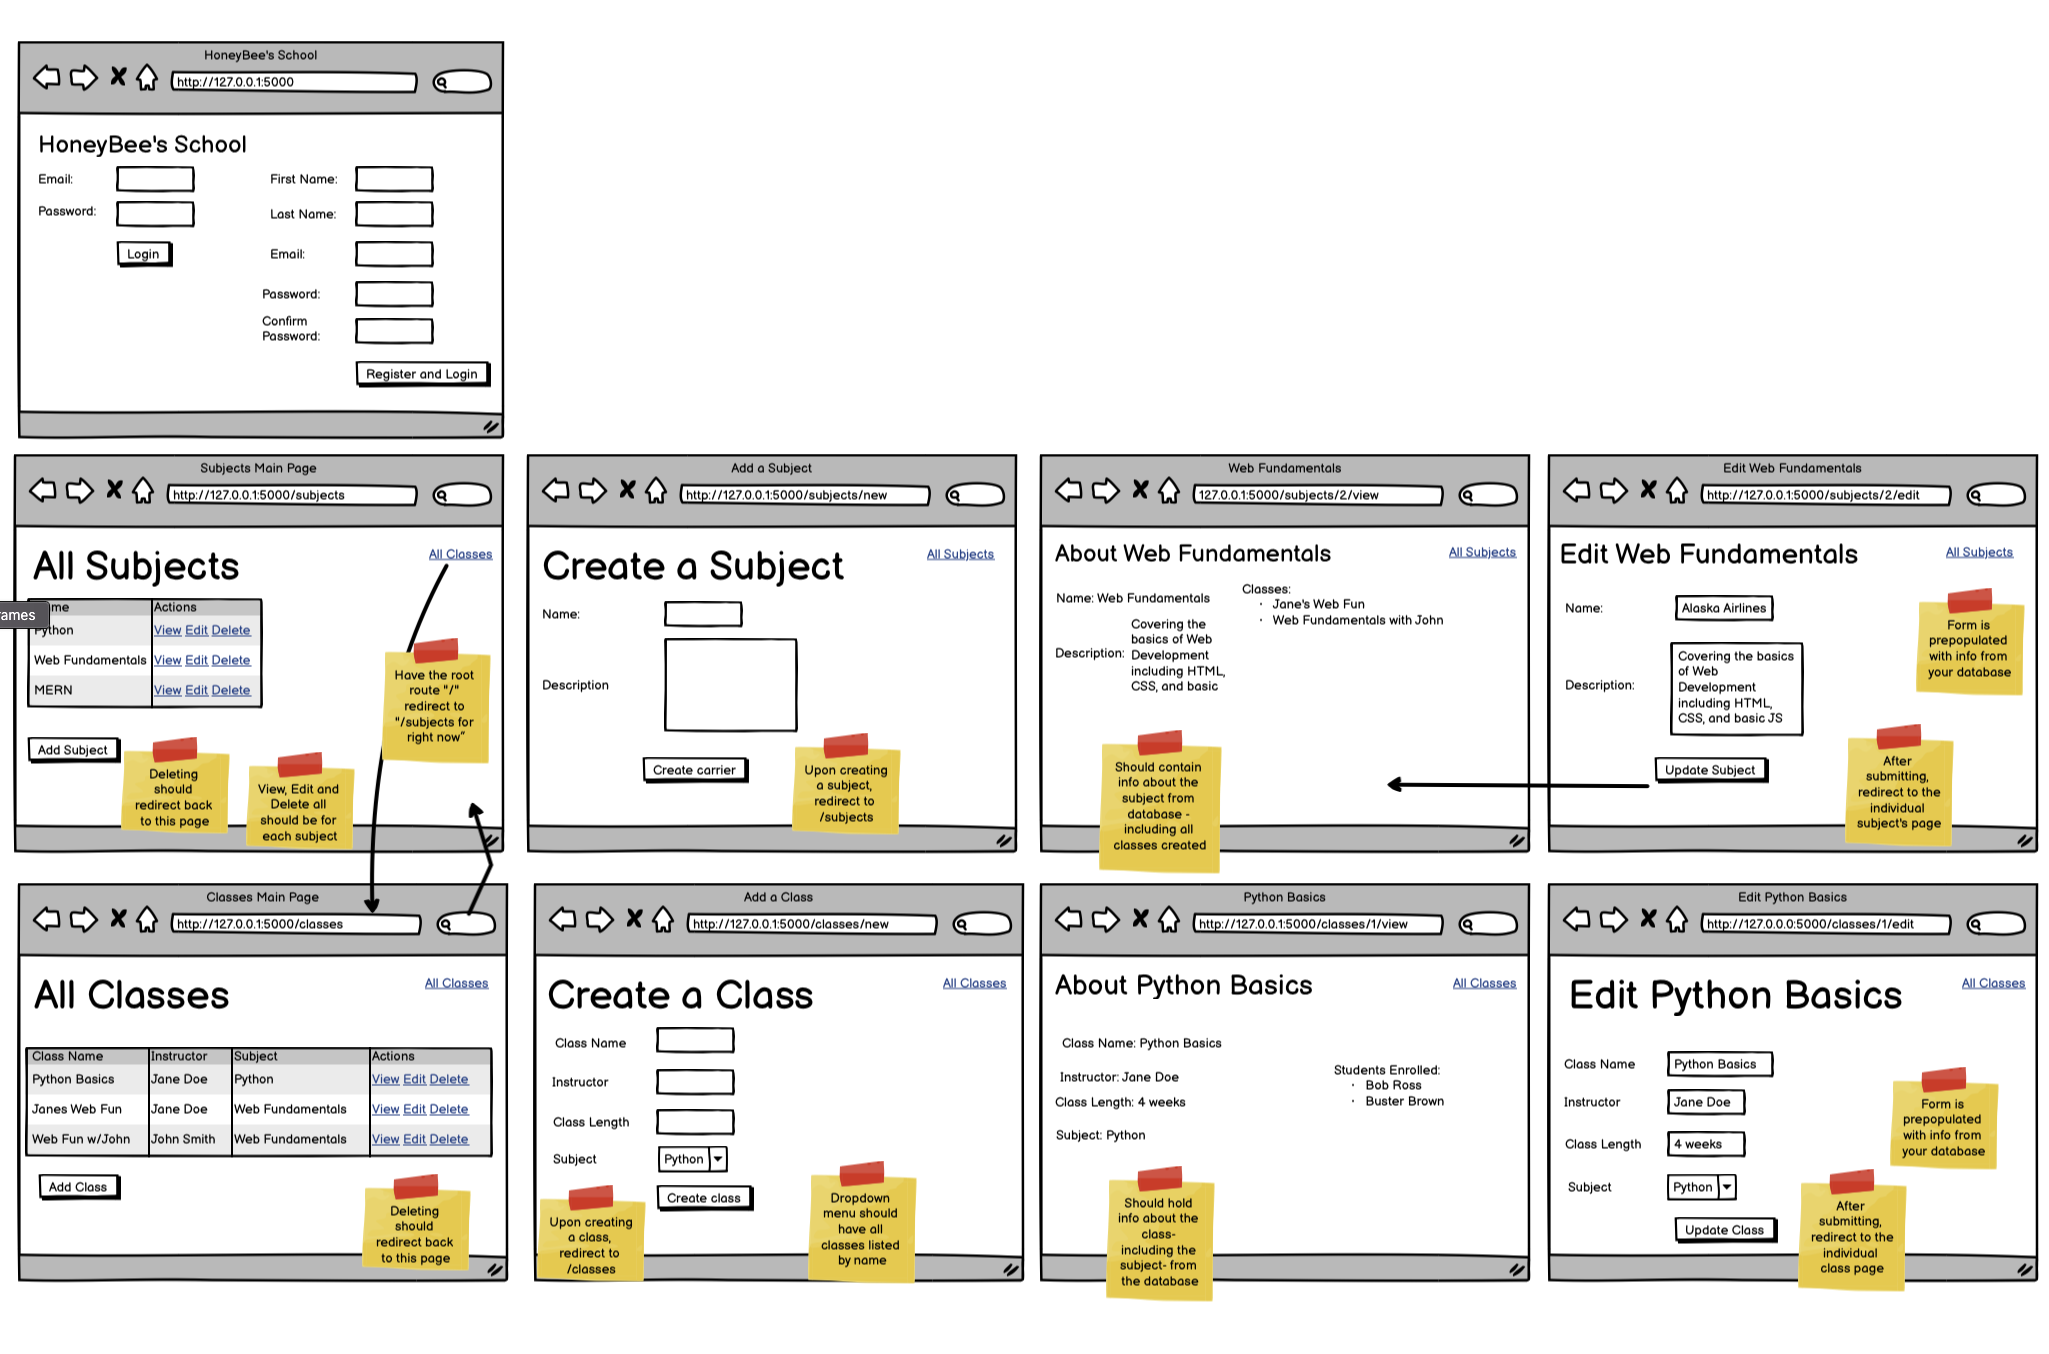 HoneyBee's School
http://127.0.0.1:5000
HoneyBee's School
Email:
Password:
Login
First Name:
Last Name:
Email:
Password:
Confirm
Password:
Register and Login
Subjects Main Page
http://127.0.0.1:5000/subjects
All Subjects
All Classes
Actions
Python View Edit Delete
Web Fundamentals View Edit Delete
MERN View Edit Delete
Add Subject
Deleting
should
redirect back
to this page
View, Edit and
Delete all
should be for
each subject
Have the root
route "/"
redirect to
"/subjects for
right now"
Add a Subject
http://127.0.0.1:5000/subjects/new
Create a Subject
All Subjects
Name:
Description
Create carrier
Upon creating
a subject,
redirect to
/subjects
Web Fundamentals
127.0.0.1:5000/subjects/2/view
About Web Fundamentals
All Subjects
Name: Web Fundamentals
Description:
Covering the
basics of Web
Development
including HTML,
CSS, and basic
Classes:
· Jane's Web Fun
· Web Fundamentals with John
Should contain
info about the
subject from
database -
including all
classes created
Edit Web Fundamentals
http://127.0.0.1:5000/subjects/2/edit
Edit Web Fundamentals
All Subjects
Name:
Alaska Airlines
Description:
Covering the basics
of Web
Development
including HTML,
CSS, and basic JS
Update Subject
Form is
prepopulated
with info from
your database
After
submitting,
redirect to the
individual
subject's page
Classes Main Page
http://127.0.0.1:5000/classes
All Classes
All Classes
Class Name Instructor Subject Actions
Python Basics Jane Doe Python View Edit Delete
Janes Web Fun Jane Doe Web Fundamentals View Edit Delete
Web Fun w/John John Smith Web Fundamentals View Edit Delete
Add Class
Deleting
should
redirect back
to this page
Add a Class
http://127.0.0.1:5000/classes/new
Create a Class
All Classes
Class Name
Instructor
Class Length
Subject
Python
Create class
Upon creating
a class,
redirect to
/classes
Dropdown
menu should
have all
classes listed
by name
Python Basics
http://127.0.0.1:5000/classes/1/view
About Python Basics
All Classes
Class Name: Python Basics
Instructor: Jane Doe
Class Length: 4 weeks
Subject: Python
Students Enrolled:
· Bob Ross
· Buster Brown
Should hold
info about the
class-
including the
subject- from
the database
Edit Python Basics
http://127.0.0.0:5000/classes/1/edit
Edit Python Basics
All Classes
Class Name
Python Basics
Instructor
Jane Doe
Class Length
4 weeks
Subject
Python
Update Class
Form is
prepopulated
with info from
your database
After
submitting,
redirect to the
individual
class page